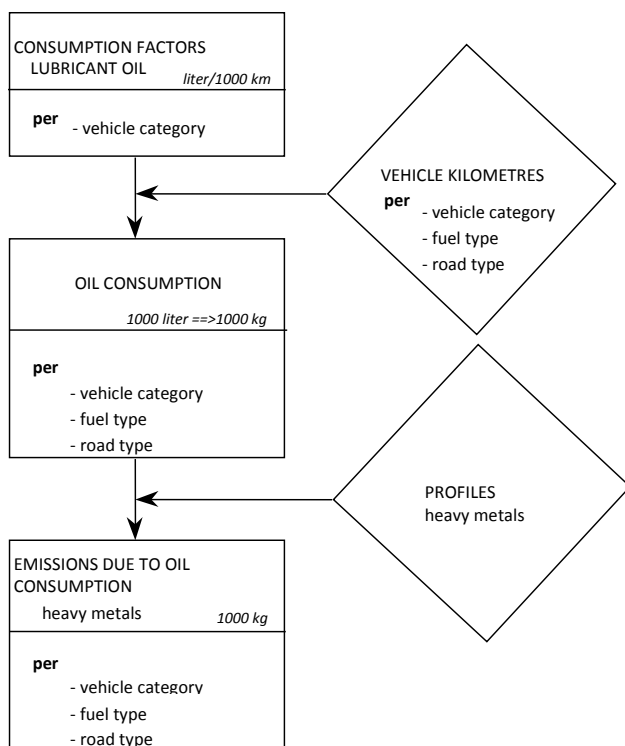 CONSUMPTION FACTORS
LUBRICANT OIL
liter/1000 km
per
- vehicle category
VEHICLE KILOMETRES
per
- vehicle category
- fuel type
- road type
OIL CONSUMPTION
1000 liter ==>1000 kg
per
- vehicle category
- fuel type
- road type
PROFILES
heavy metals
EMISSIONS DUE TO OIL
CONSUMPTION
heavy metals
1000 kg
per
- vehicle category
- fuel type
- road type